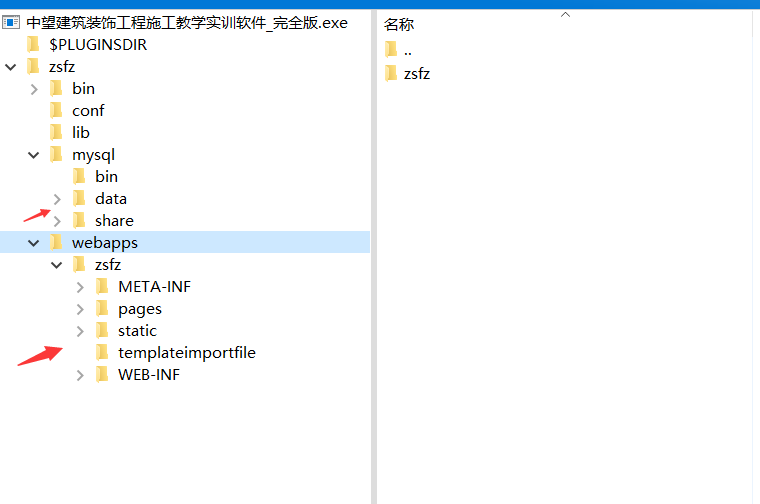 中望建筑装饰工程施工教学实训软件_完全版.exe
$PLUGINSDIR
zsfz
bin
conf
lib
mysql
bin
data
share
webapps
zsfz
META-INF
pages
static
templateimportfile
WEB-INF
名称
..
zsfz